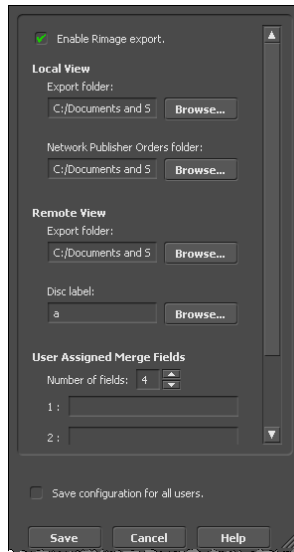 Enable Rimage export.
Local View
Export folder:
C:/Documents and S Browse...
Network Publisher Orders folder:
C:/Documents and S Browse...
Remote View
Export folder:
C:/Documents and S Browse...
Disc label:
a Browse...
User Assigned Merge Fields
Number of fields: 4
1 :
2 :
Save configuration for all users.
Save Cancel Help